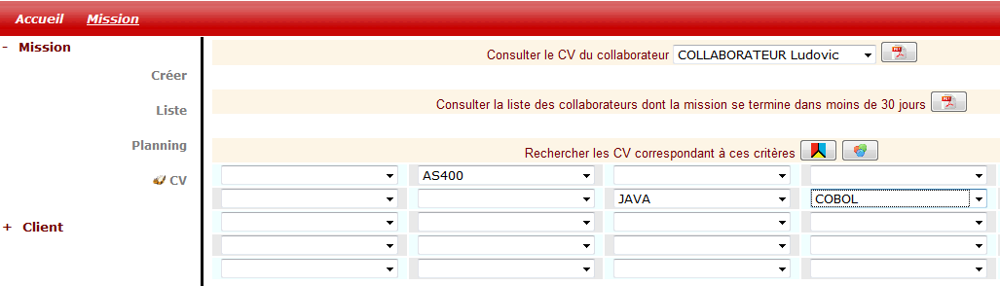 Accueil Mission
- Mission
Créer
Liste
Planning
CV
+ Client
Consulter le CV du collaborateur COLLABORATEUR Ludovic
Consulter la liste des collaborateurs dont la mission se termine dans moins de 30 jours
Rechercher les CV correspondant à ces critères
AS400
JAVA COBOL